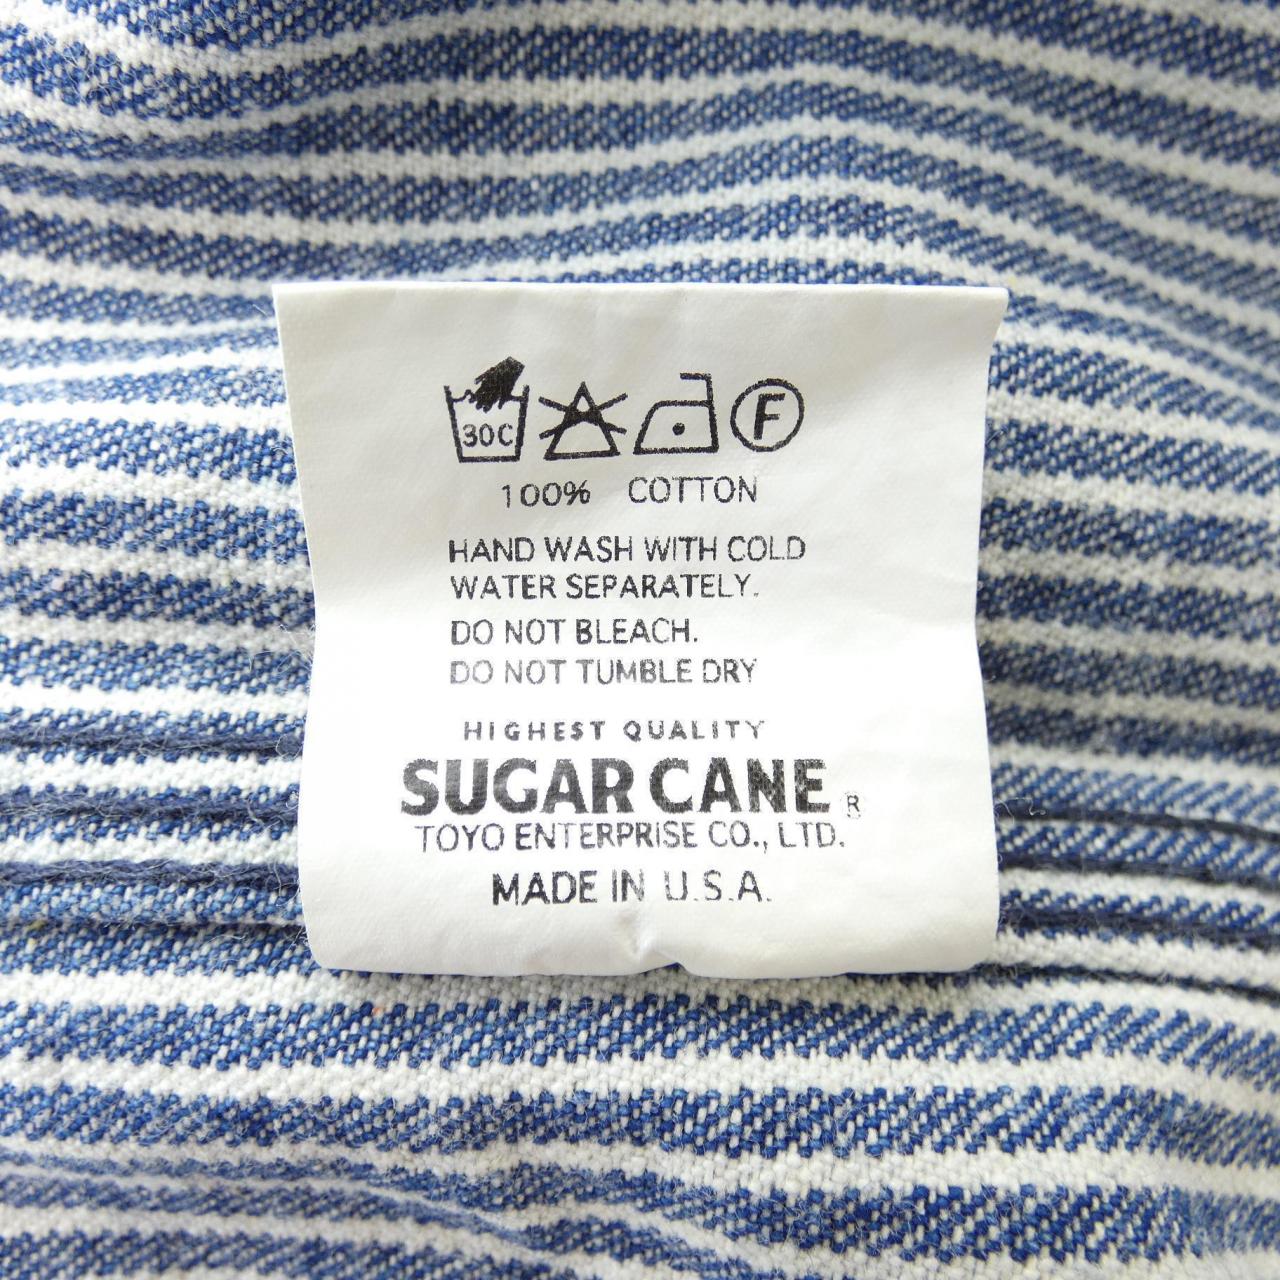 30C F
100% COTTON
HAND WASH WITH COLD
WATER SEPARATELY.
DO NOT BLEACH.
DO NOT TUMBLE DRY
HIGHEST QUALITY
SUGAR CANE ®
TOYO ENTERPRISE CO., LTD.
MADE IN U.S.A.